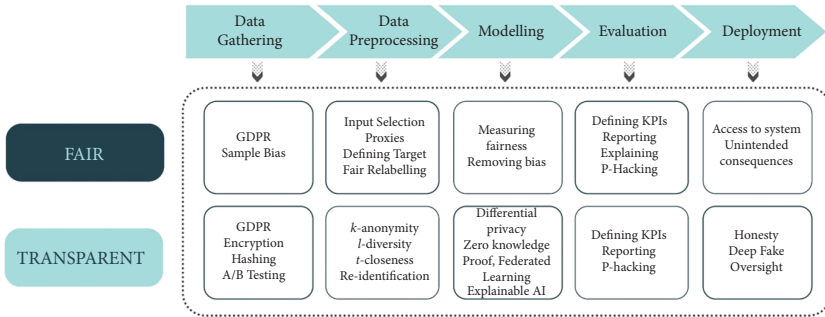 Data
Gathering
Data
Preprocessing
Modelling
Evaluation
Deployment
FAIR
GDPR
Sample Bias
Input Selection
Proxies
Defining Target
Fair Relabelling
Measuring
fairness
Removing bias
Defining KPIs
Reporting
Explaining
P-Hacking
Access to system
Unintended
consequences
TRANSPARENT
GDPR
Encryption
Hashing
A/B Testing
k-anonymity
l-diversity
t-closeness
Re-identification
Differential
privacy
Zero knowledge
Proof, Federated
Learning
Explainable AI
Defining KPIs
Reporting
P-hacking
Honesty
Deep Fake
Oversight